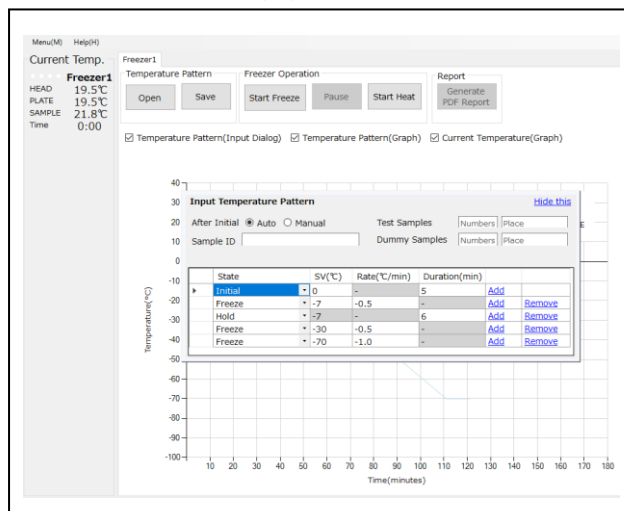 Menu(M) Help(H)
Current Temp.
Freezer1
HEAD 19.5℃
PLATE 19.5℃
SAMPLE 21.8℃
Time 0:00
Freezer1
Temperature Pattern
Open Save
Freezer Operation
Start Freeze Pause Start Heat
Report
Generate
PDF Report
Temperature Pattern(Input Dialog) Temperature Pattern(Graph) Current Temperature(Graph)
Input Temperature Pattern Hide this
After Initial Auto Manual Test Samples Numbers Place
Sample ID Dummy Samples Numbers Place
State SV(℃) Rate(℃/min) Duration(min)
Initial 0 - 5 Add
Freeze -7 -0.5 - Add Remove
Hold -7 - 6 Add Remove
Freeze -30 -0.5 - Add Remove
Freeze -70 -1.0 - Add Remove
E
Temperature(°C)
40
30
20
10
0
-10
-20
-30
-40
-50
-60
-70
-80
-90
-100
10 20 30 40 50 60 70 80 90 100 110 120 130 140 150 160 170 180
Time(minutes)